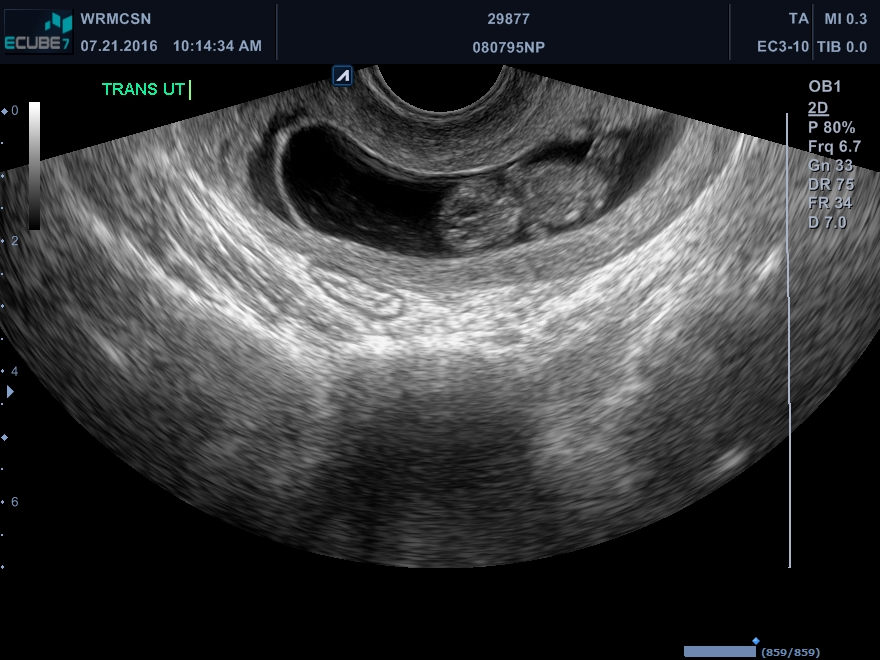 ECUBE7
WRMCSN
07.21.2016 10:14:34 AM
29877
080795NP
TA MI 0.3
EC3-10 TIB 0.0
TRANS UT
OB1
2D
P 80%
Frq 6.7
Gn 33
DR 75
FR 34
D 7.0
0
2
4
6
(859/859)